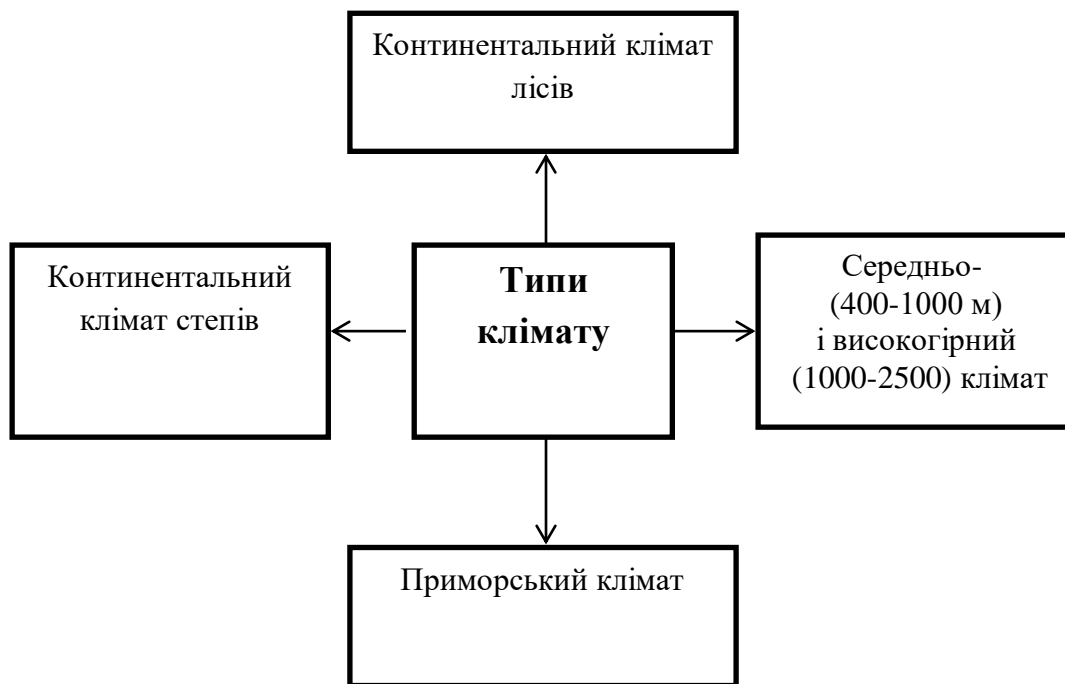 Континентальний клімат
лісів
Континентальний
клімат степів
Типи
клімату
Середньо-
(400-1000 м)
і високогірний
(1000-2500) клімат
Приморський клімат